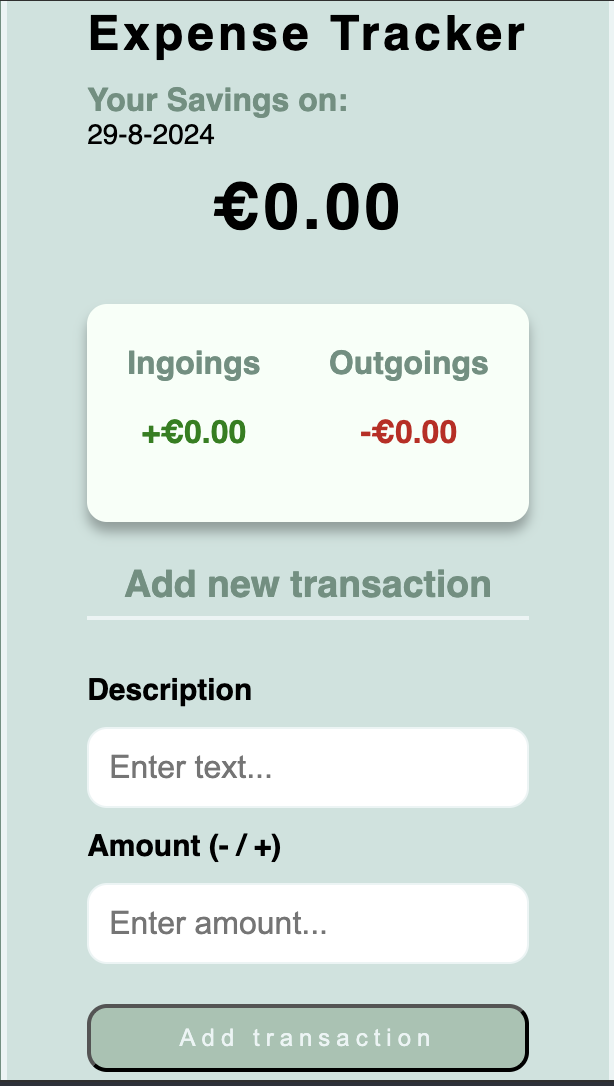 Expense Tracker
Your Savings on:
29-8-2024
€0.00
Ingoings Outgoings
+€0.00 -€0.00
Add new transaction
Description
Enter text...
Amount (- / +)
Enter amount...
Add transaction